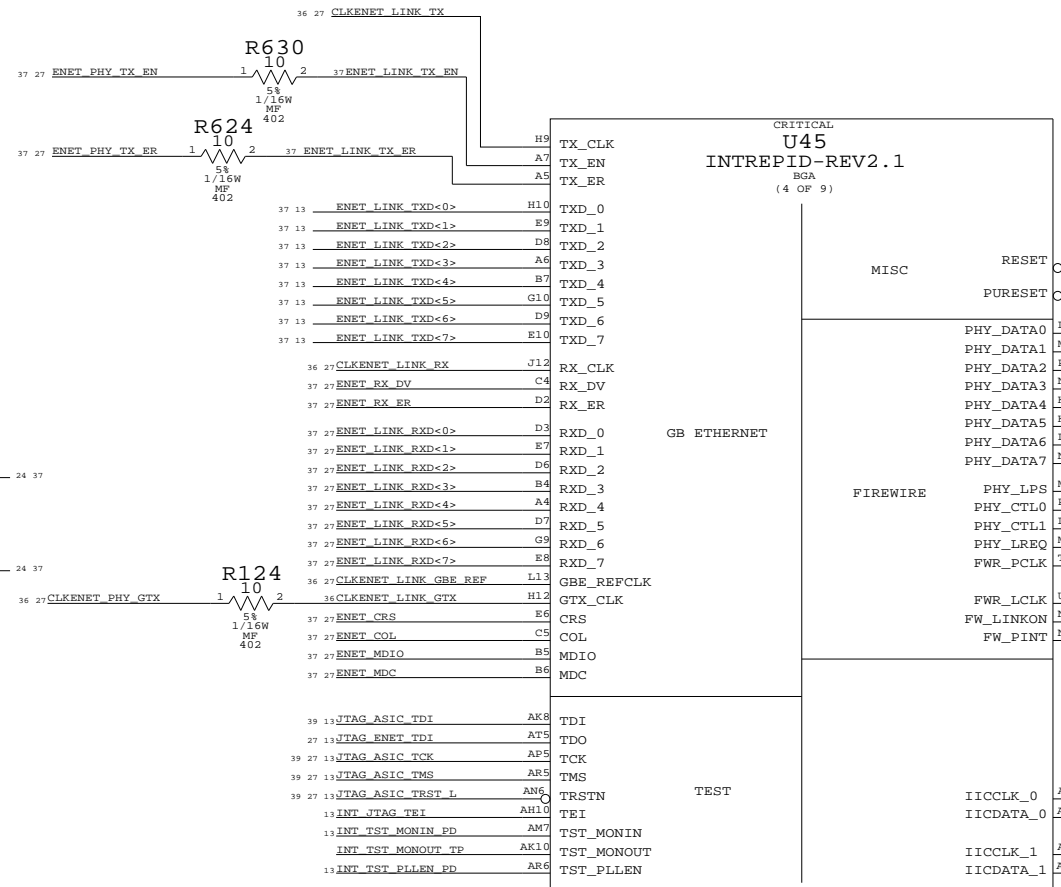 36 27 CLKENET_LINK_TX
R630
10
37 27 ENET_PHY_TX_EN 1 2 37 ENET_LINK_TX_EN
5%
1/16W
MF
402
R624
10
37 27 ENET_PHY_TX_ER 1 2 37 ENET_LINK_TX_ER
5%
1/16W
MF
402
CRITICAL
U45
INTREPID-REV2.1
BGA
(4 OF 9)
H9 TX_CLK
A7 TX_EN
A5 TX_ER
37 13 ENET_LINK_TXD<0> H10 TXD_0
37 13 ENET_LINK_TXD<1> E9 TXD_1
37 13 ENET_LINK_TXD<2> D8 TXD_2
37 13 ENET_LINK_TXD<3> A6 TXD_3
37 13 ENET_LINK_TXD<4> B7 TXD_4
37 13 ENET_LINK_TXD<5> G10 TXD_5
37 13 ENET_LINK_TXD<6> D9 TXD_6
37 13 ENET_LINK_TXD<7> E10 TXD_7
36 27 CLKENET_LINK_RX J12 RX_CLK
37 27 ENET_RX_DV C4 RX_DV
37 27 ENET_RX_ER D2 RX_ER
37 27 ENET_LINK_RXD<0> D3 RXD_0
37 27 ENET_LINK_RXD<1> E7 RXD_1
37 27 ENET_LINK_RXD<2> D6 RXD_2
37 27 ENET_LINK_RXD<3> B4 RXD_3
37 27 ENET_LINK_RXD<4> A4 RXD_4
37 27 ENET_LINK_RXD<5> D7 RXD_5
37 27 ENET_LINK_RXD<6> G9 RXD_6
37 27 ENET_LINK_RXD<7> E8 RXD_7
36 27 CLKENET_LINK_GBE_REF L13 GBE_REFCLK
24 37
24 37
R124
10
36 27 CLKENET_PHY_GTX 1 2 36 CLKENET_LINK_GTX H12 GTX_CLK
5%
1/16W
MF
402
37 27 ENET_CRS E6 CRS
37 27 ENET_COL C5 COL
37 27 ENET_MDIO B5 MDIO
37 27 ENET_MDC B6 MDC
GB ETHERNET
39 13 JTAG_ASIC_TDI AK8 TDI
27 13 JTAG_ENET_TDI AT5 TDO
39 27 13 JTAG_ASIC_TCK AP5 TCK
39 27 13 JTAG_ASIC_TMS AR5 TMS
39 27 13 JTAG_ASIC_TRST_L AN6 TRSTN
13 INT_JTAG_TEI AH10 TEI
13 INT_TST_MONIN_PD AM7 TST_MONIN
INT_TST_MONOUT_TP AK10 TST_MONOUT
13 INT_TST_PLLEN_PD AR6 TST_PLLEN
TEST
MISC
RESET
PURESET
FIREWIRE
PHY_DATA0
PHY_DATA1
PHY_DATA2
PHY_DATA3
PHY_DATA4
PHY_DATA5
PHY_DATA6
PHY_DATA7
PHY_LPS
PHY_CTL0
PHY_CTL1
PHY_LREQ
FWR_PCLK
FWR_LCLK
FW_LINKON
FW_PINT
IICCLK_0
IICDATA_0
IICCLK_1
IICDATA_1